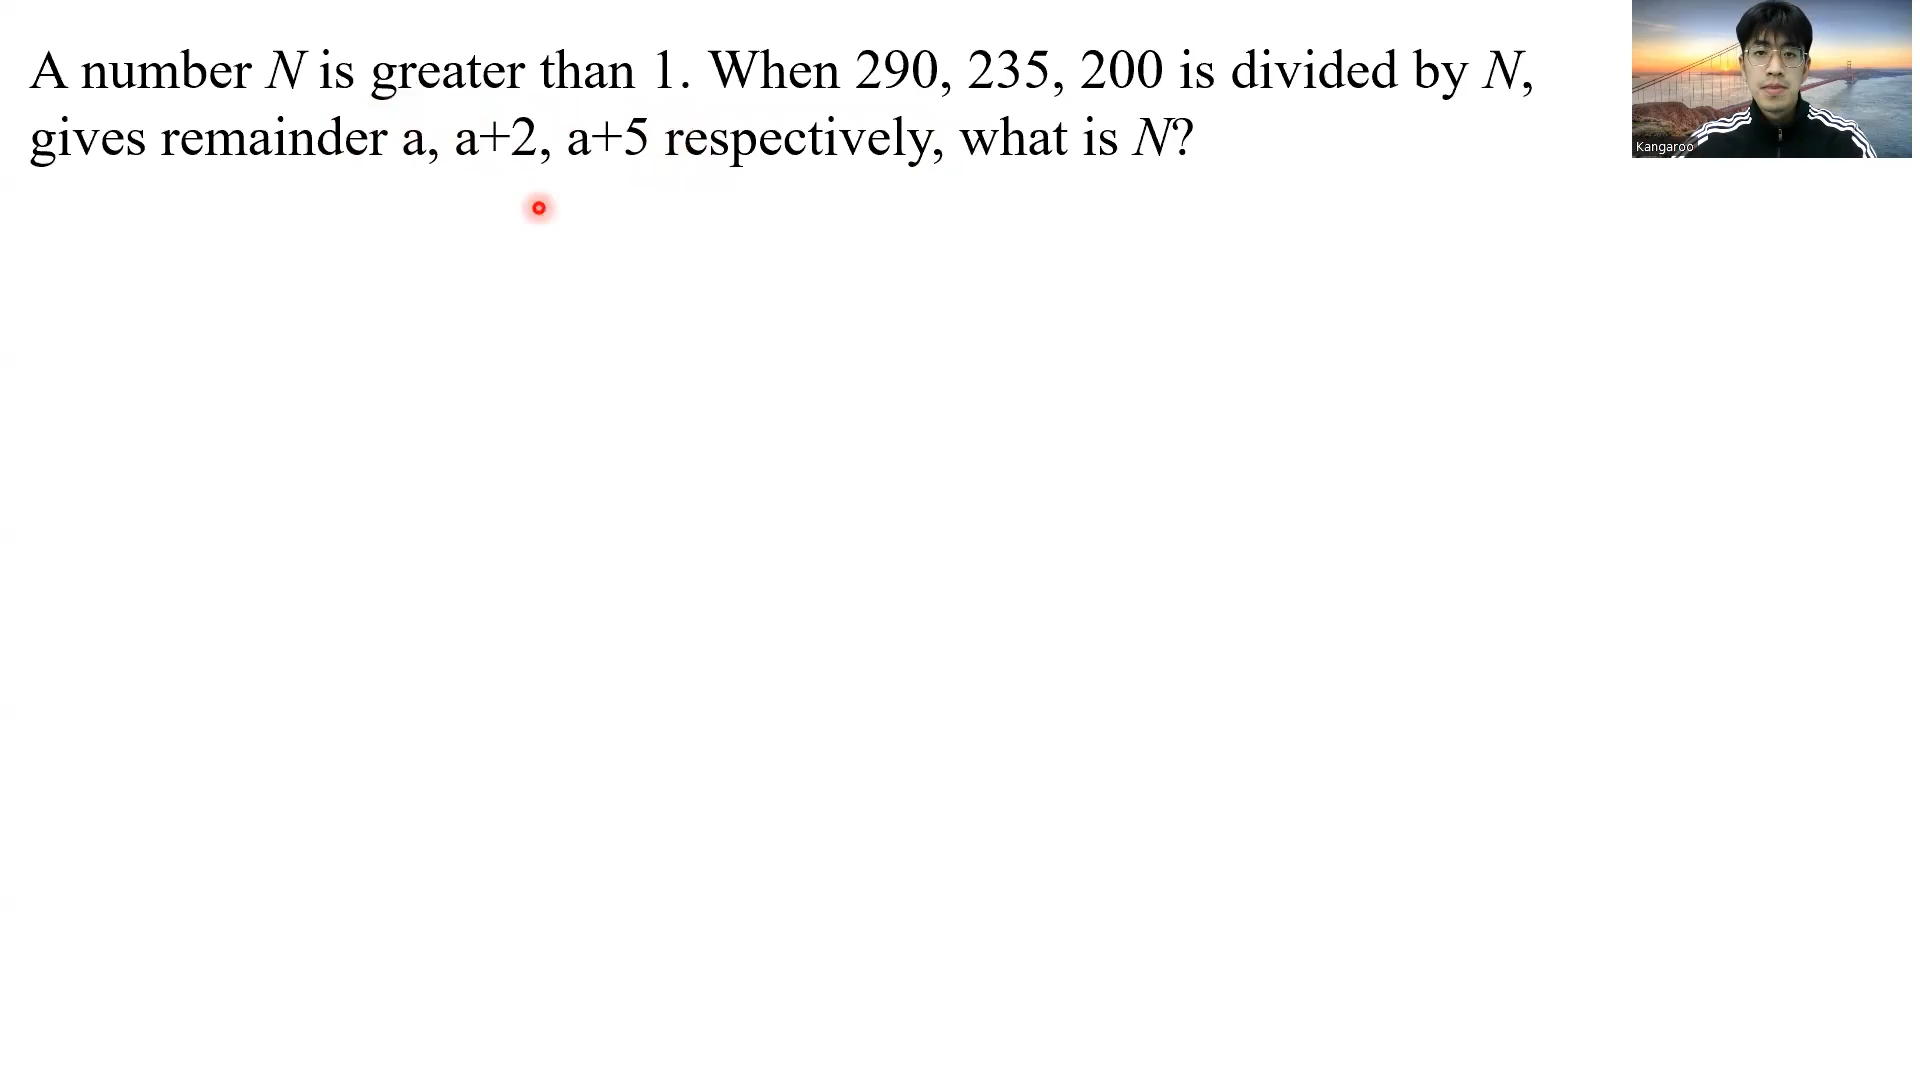 A number N is greater than 1. When 290, 235, 200 is divided by N,
gives remainder a, a+2, a+5 respectively, what is N?
Kangaroo